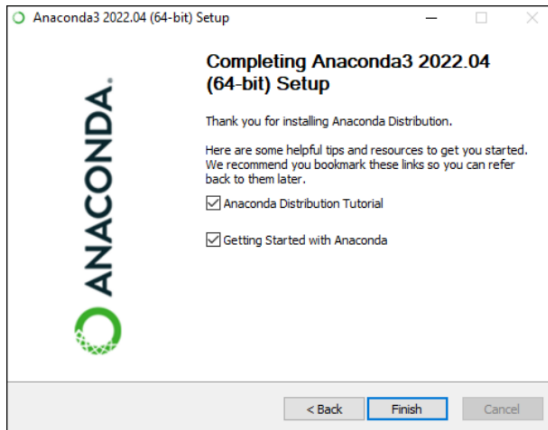 Anaconda3 2022.04 (64-bit) Setup
ANACONDA.
Completing Anaconda3 2022.04
(64-bit) Setup
Thank you for installing Anaconda Distribution.
Here are some helpful tips and resources to get you started.
We recommend you bookmark these links so you can refer
back to them later.
Anaconda Distribution Tutorial
Getting Started with Anaconda
< Back
Finish
Cancel